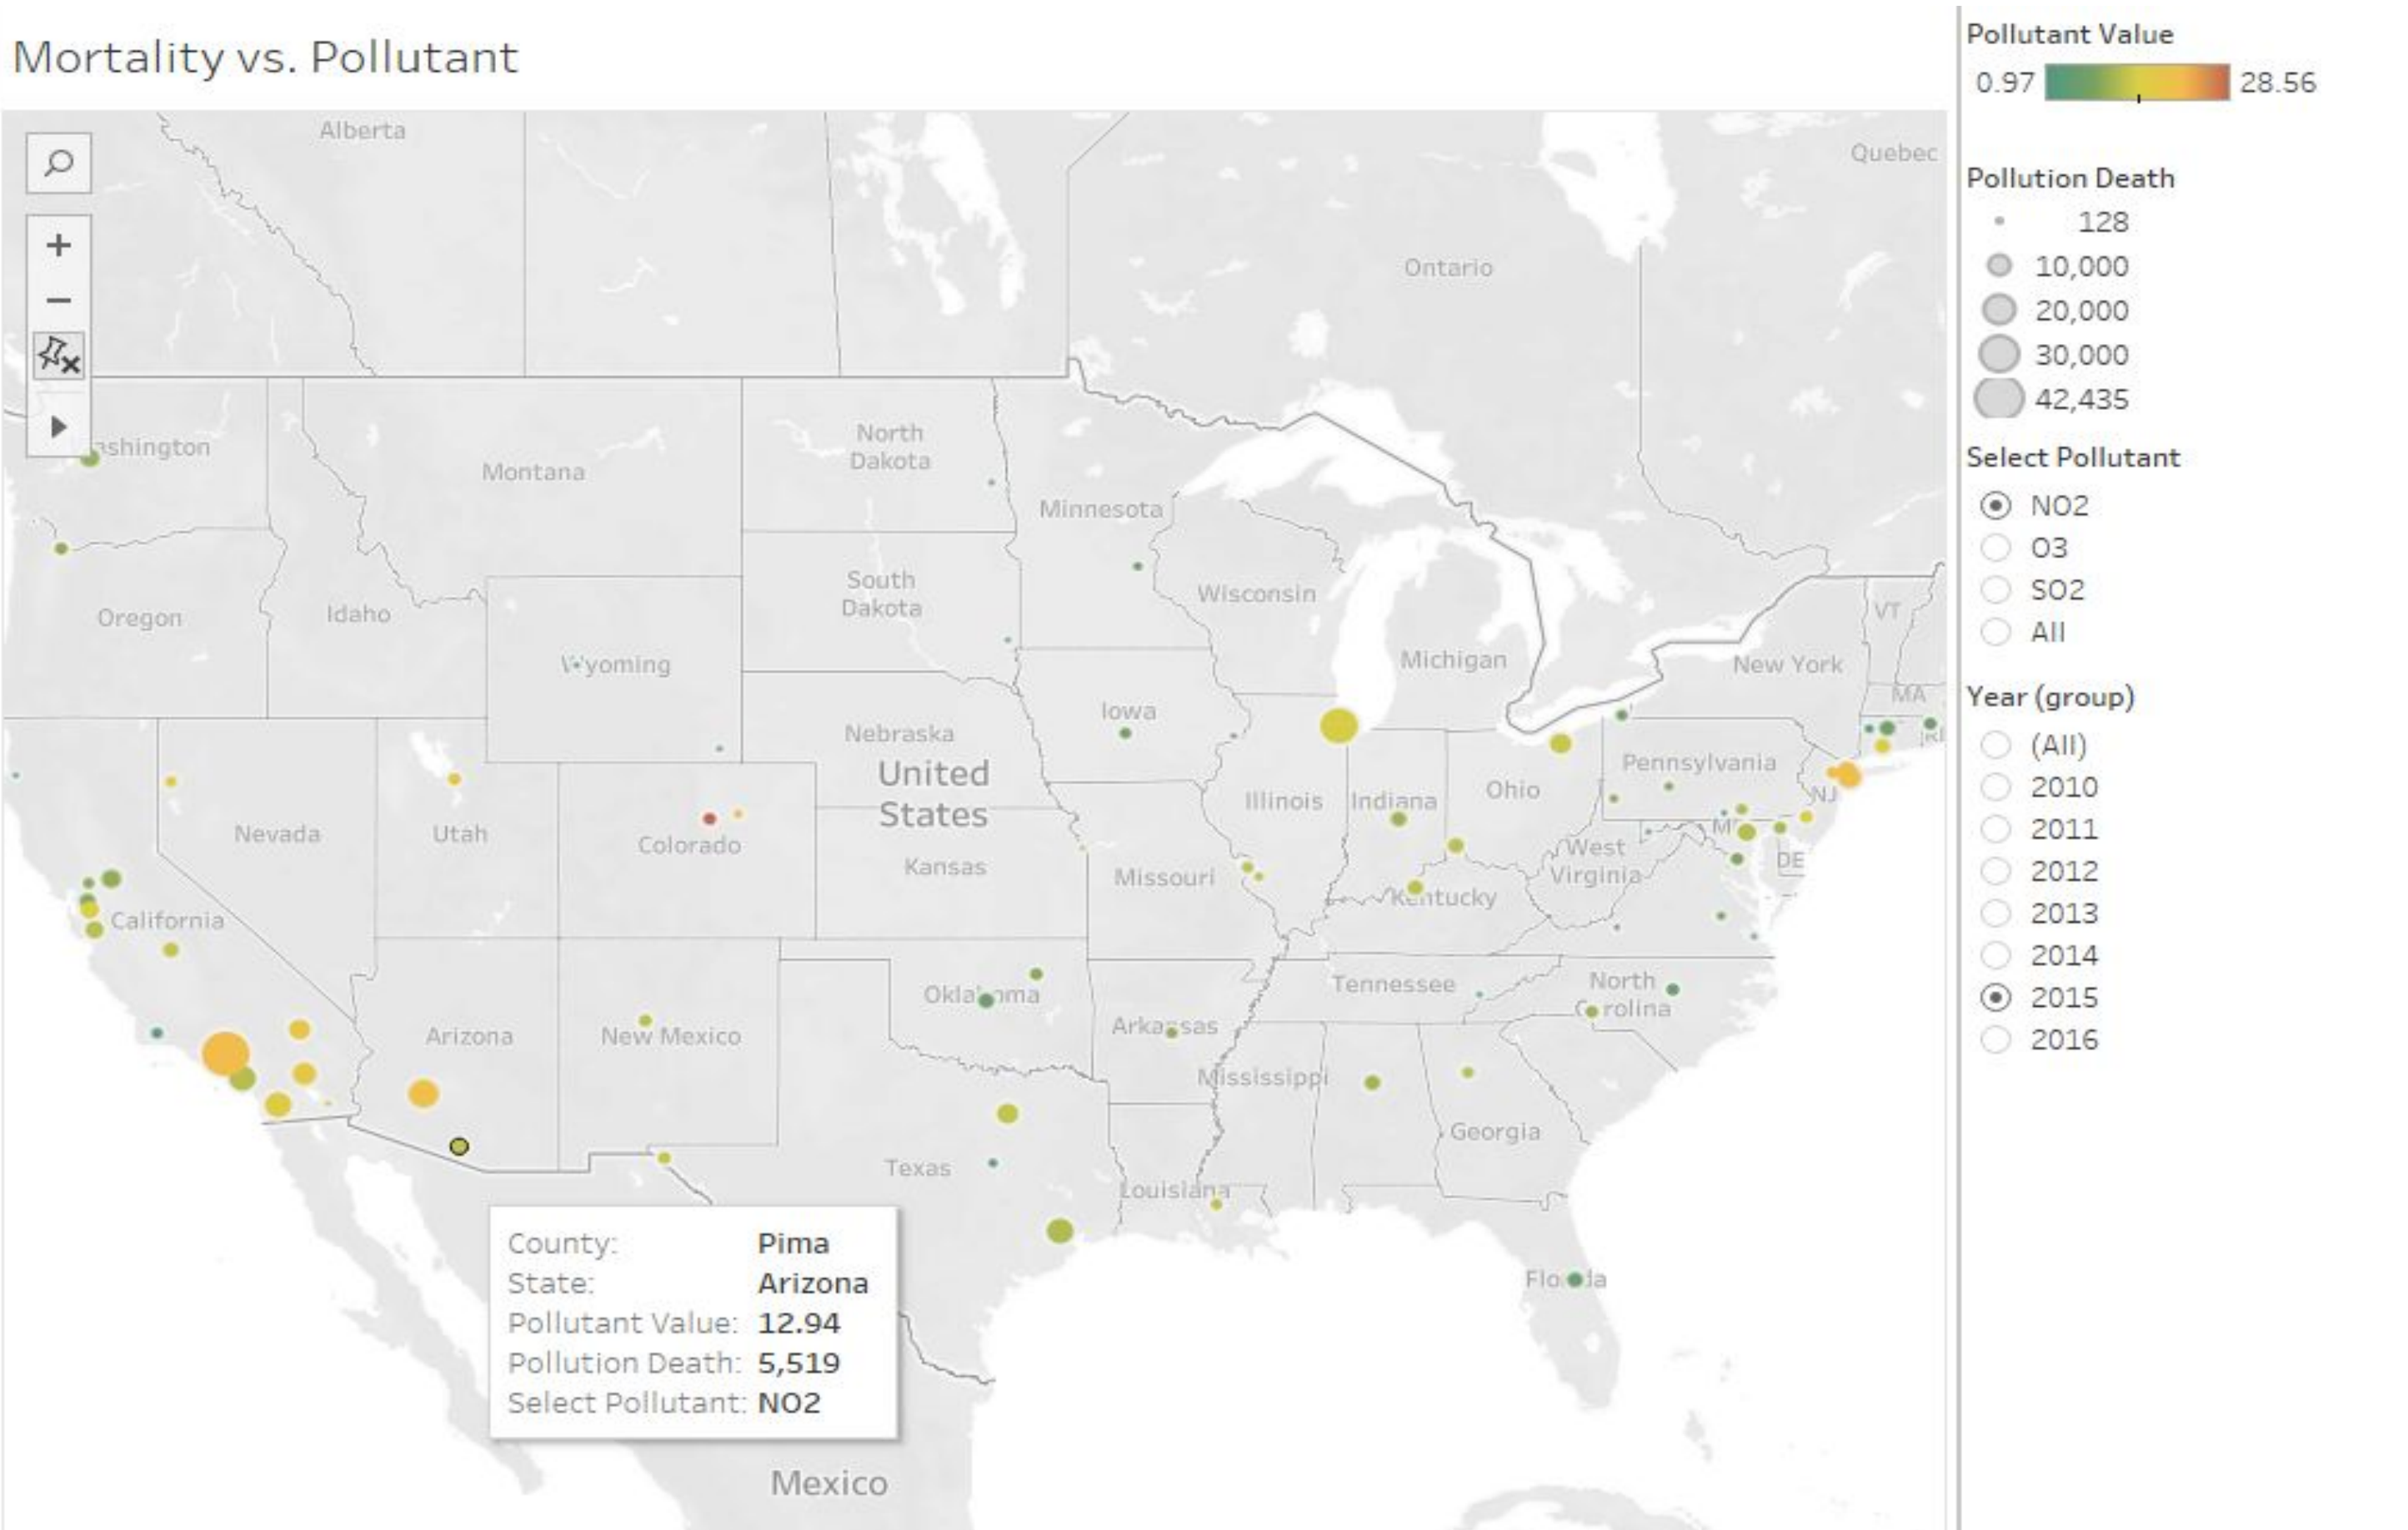 Mortality vs. Pollutant
Pollutant Value
0.97 28.56
Pollution Death
128
10,000
20,000
30,000
42,435
Select Pollutant
NO2
O3
SO2
All
Year (group)
(All)
2010
2011
2012
2013
2014
2015
2016
Alberta
Quebec
Ontario
ashington
Montana
North
Dakota
Minnesota
South
Dakota
Wisconsin
Oregon
Idaho
Wyoming
Michigan
New York
VT
MA
RI
Iowa
Nebraska
United
States
Pennsylvania
NJ
Illinois
Indiana
Ohio
Nevada
Utah
Colorado
Kansas
Missouri
West
Virginia
DE
Kentucky
California
Oklahoma
Tennessee
North
Carolina
Arizona
New Mexico
Arkansas
Mississippi
Georgia
Texas
Louisiana
Florida
County: Pima
State: Arizona
Pollutant Value: 12.94
Pollution Death: 5,519
Select Pollutant: NO2
Mexico